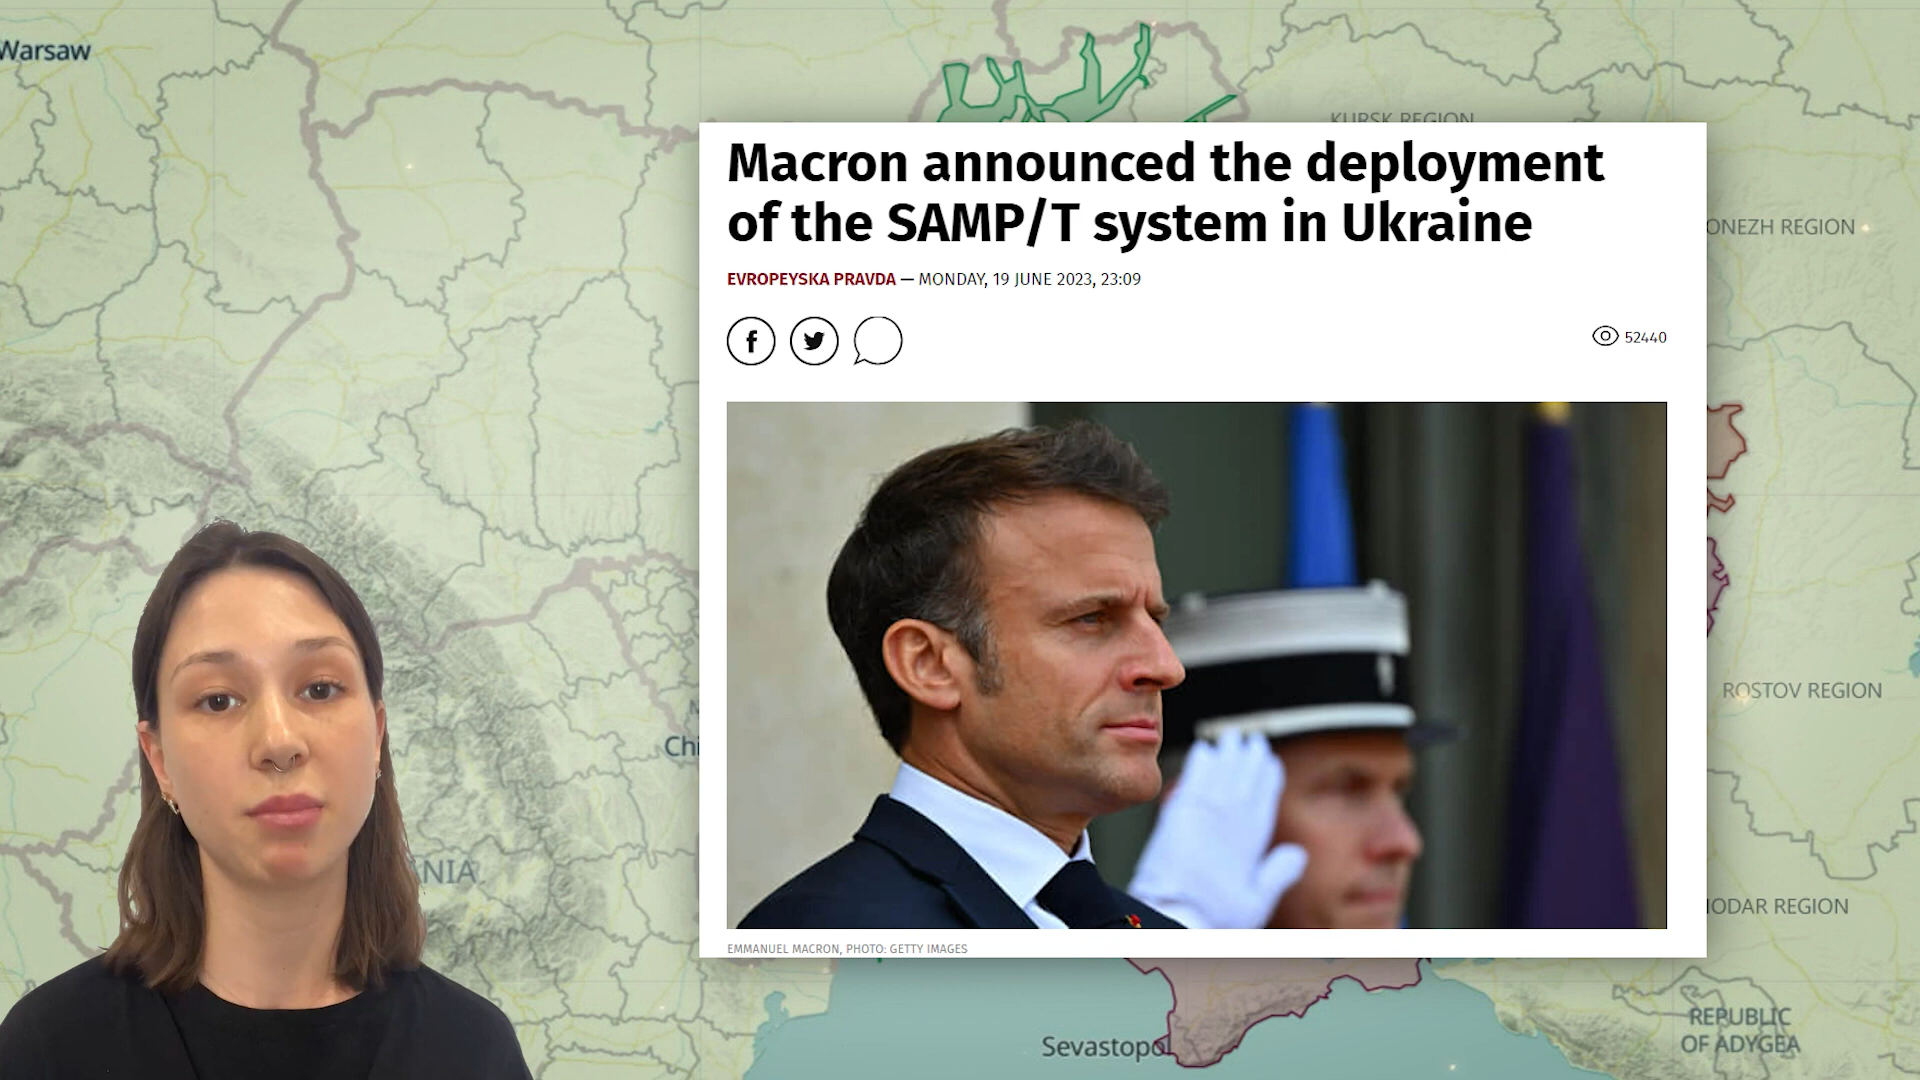 Warsaw
KURSK REGION
Macron announced the deployment
of the SAMP/T system in Ukraine
ONEZH REGION
EVROPEYSKA PRAVDA — MONDAY, 19 JUNE 2023, 23:09
52440
ROSTOV REGION
Chi
NIA
ODAR REGION
EMMANUEL MACRON, PHOTO: GETTY IMAGES
Sevastopol
REPUBLIC
OF ADYGEA